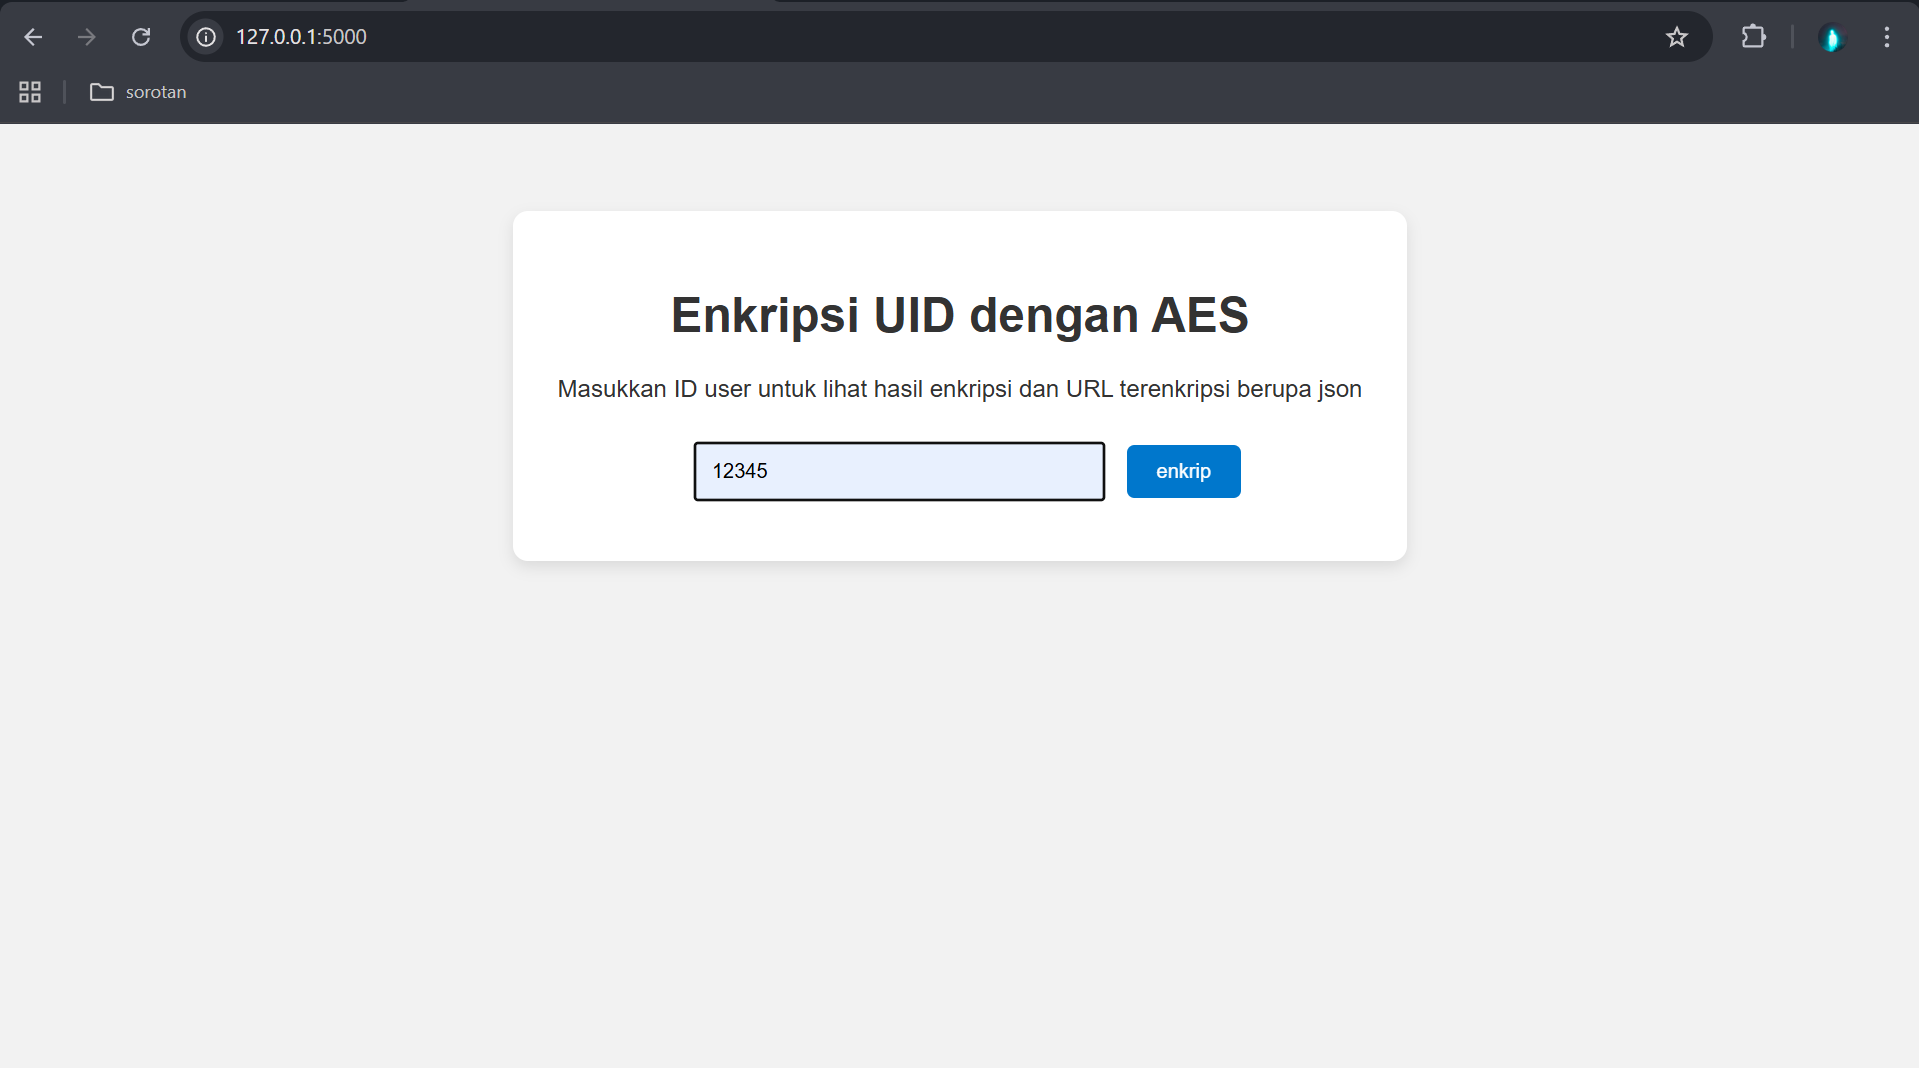 127.0.0.1:5000
sorotan
Enkripsi UID dengan AES
Masukkan ID user untuk lihat hasil enkripsi dan URL terenkripsi berupa json
12345
enkrip